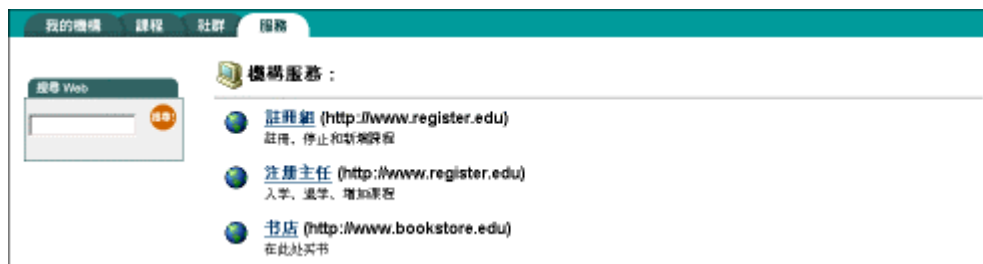 我的機構 課程 社群 服務
搜尋 Web
搜尋!
機構服務：
註冊組 (http://www.register.edu)
註冊、停止和新增課程
注册主任 (http://www.register.edu)
入学、退学、增加课程
书店 (http://www.bookstore.edu)
在此处买书